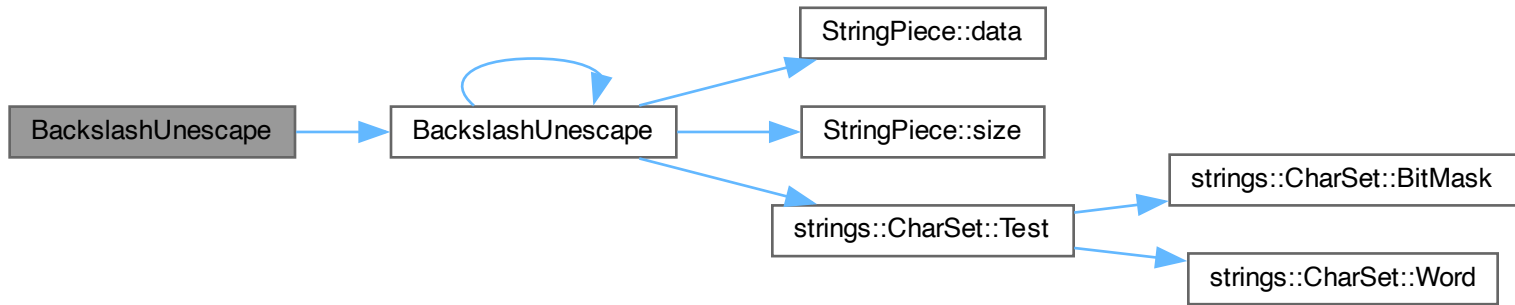 StringPiece::data
BackslashUnescape
BackslashUnescape
StringPiece::size
strings::CharSet::BitMask
strings::CharSet::Test
strings::CharSet::Word